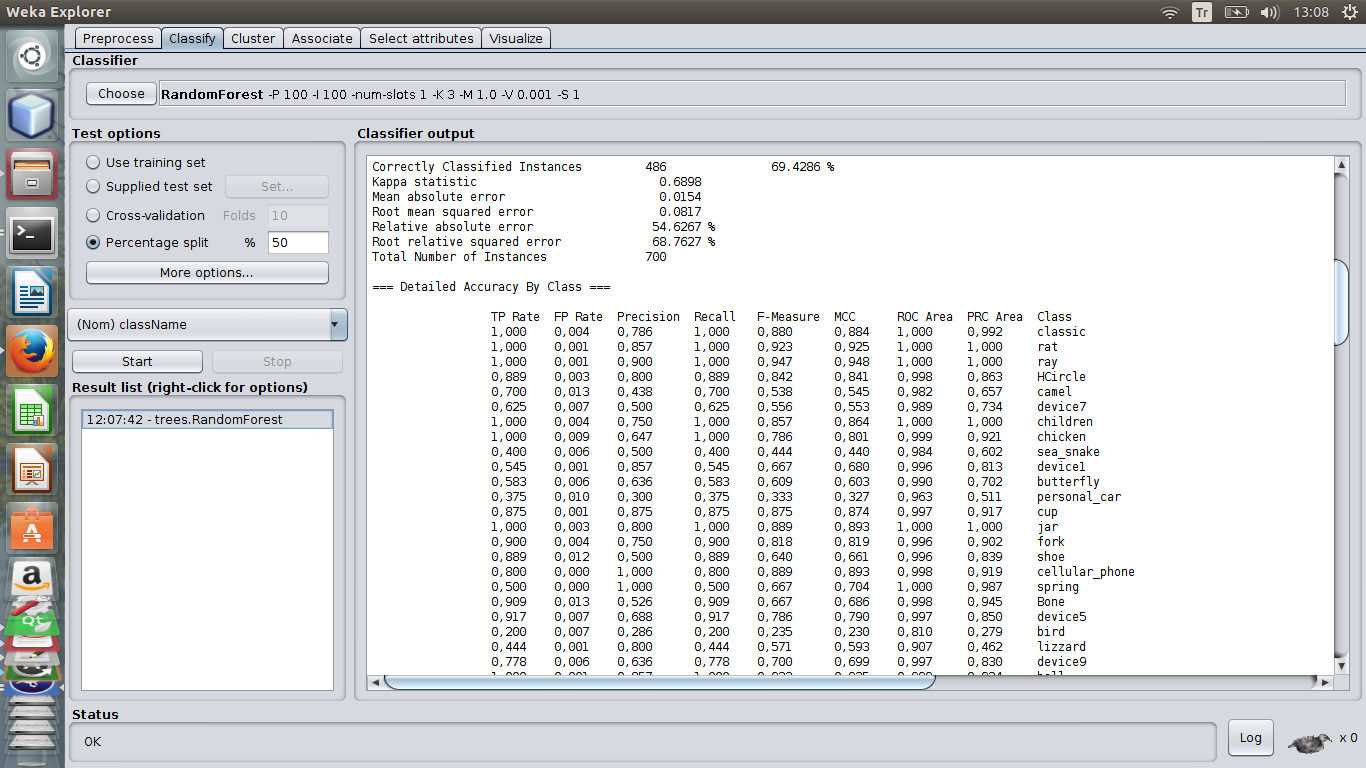 Weka Explorer
Tr
13:08
Preprocess Classify Cluster Associate Select attributes Visualize
Classifier
Choose RandomForest -P 100 -I 100 -num-slots 1 -K 3 -M 1.0 -V 0.001 -S 1
Test options
Use training set
Supplied test set Set...
Cross-validation Folds 10
Percentage split % 50
More options...
(Nom) className
Start Stop
Result list (right-click for options)
12:07:42 - trees.RandomForest
Classifier output
Correctly Classified Instances 486 69.4286 %
Kappa statistic 0.6898
Mean absolute error 0.0154
Root mean squared error 0.0817
Relative absolute error 54.6267 %
Root relative squared error 68.7627 %
Total Number of Instances 700
=== Detailed Accuracy By Class ===
TP Rate FP Rate Precision Recall F-Measure MCC ROC Area PRC Area Class
1,000 0,004 0,786 1,000 0,880 0,884 1,000 0,992 classic
1,000 0,001 0,857 1,000 0,923 0,925 1,000 1,000 rat
1,000 0,001 0,900 1,000 0,947 0,948 1,000 1,000 ray
0,889 0,003 0,800 0,889 0,842 0,841 0,998 0,863 HCircle
0,700 0,013 0,438 0,700 0,538 0,545 0,982 0,657 camel
0,625 0,007 0,500 0,625 0,556 0,553 0,989 0,734 device7
1,000 0,004 0,750 1,000 0,857 0,864 1,000 1,000 children
1,000 0,009 0,647 1,000 0,786 0,801 0,999 0,921 chicken
0,400 0,006 0,500 0,400 0,444 0,440 0,984 0,602 sea_snake
0,545 0,001 0,857 0,545 0,667 0,680 0,996 0,813 device1
0,583 0,006 0,636 0,583 0,609 0,603 0,990 0,702 butterfly
0,375 0,010 0,300 0,375 0,333 0,327 0,963 0,511 personal_car
0,875 0,001 0,875 0,875 0,875 0,874 0,997 0,917 cup
1,000 0,003 0,800 1,000 0,889 0,893 1,000 1,000 jar
0,900 0,004 0,750 0,900 0,818 0,819 0,996 0,902 fork
0,889 0,012 0,500 0,889 0,640 0,661 0,996 0,839 shoe
0,800 0,000 1,000 0,800 0,889 0,893 0,998 0,919 cellular_phone
0,500 0,000 1,000 0,500 0,667 0,704 1,000 0,987 spring
0,909 0,013 0,526 0,909 0,667 0,686 0,998 0,945 Bone
0,917 0,007 0,688 0,917 0,786 0,790 0,997 0,850 device5
0,200 0,007 0,286 0,200 0,235 0,230 0,810 0,279 bird
0,444 0,001 0,800 0,444 0,571 0,593 0,907 0,462 lizzard
0,778 0,006 0,636 0,778 0,700 0,699 0,997 0,830 device9
Status
OK
Log
x 0